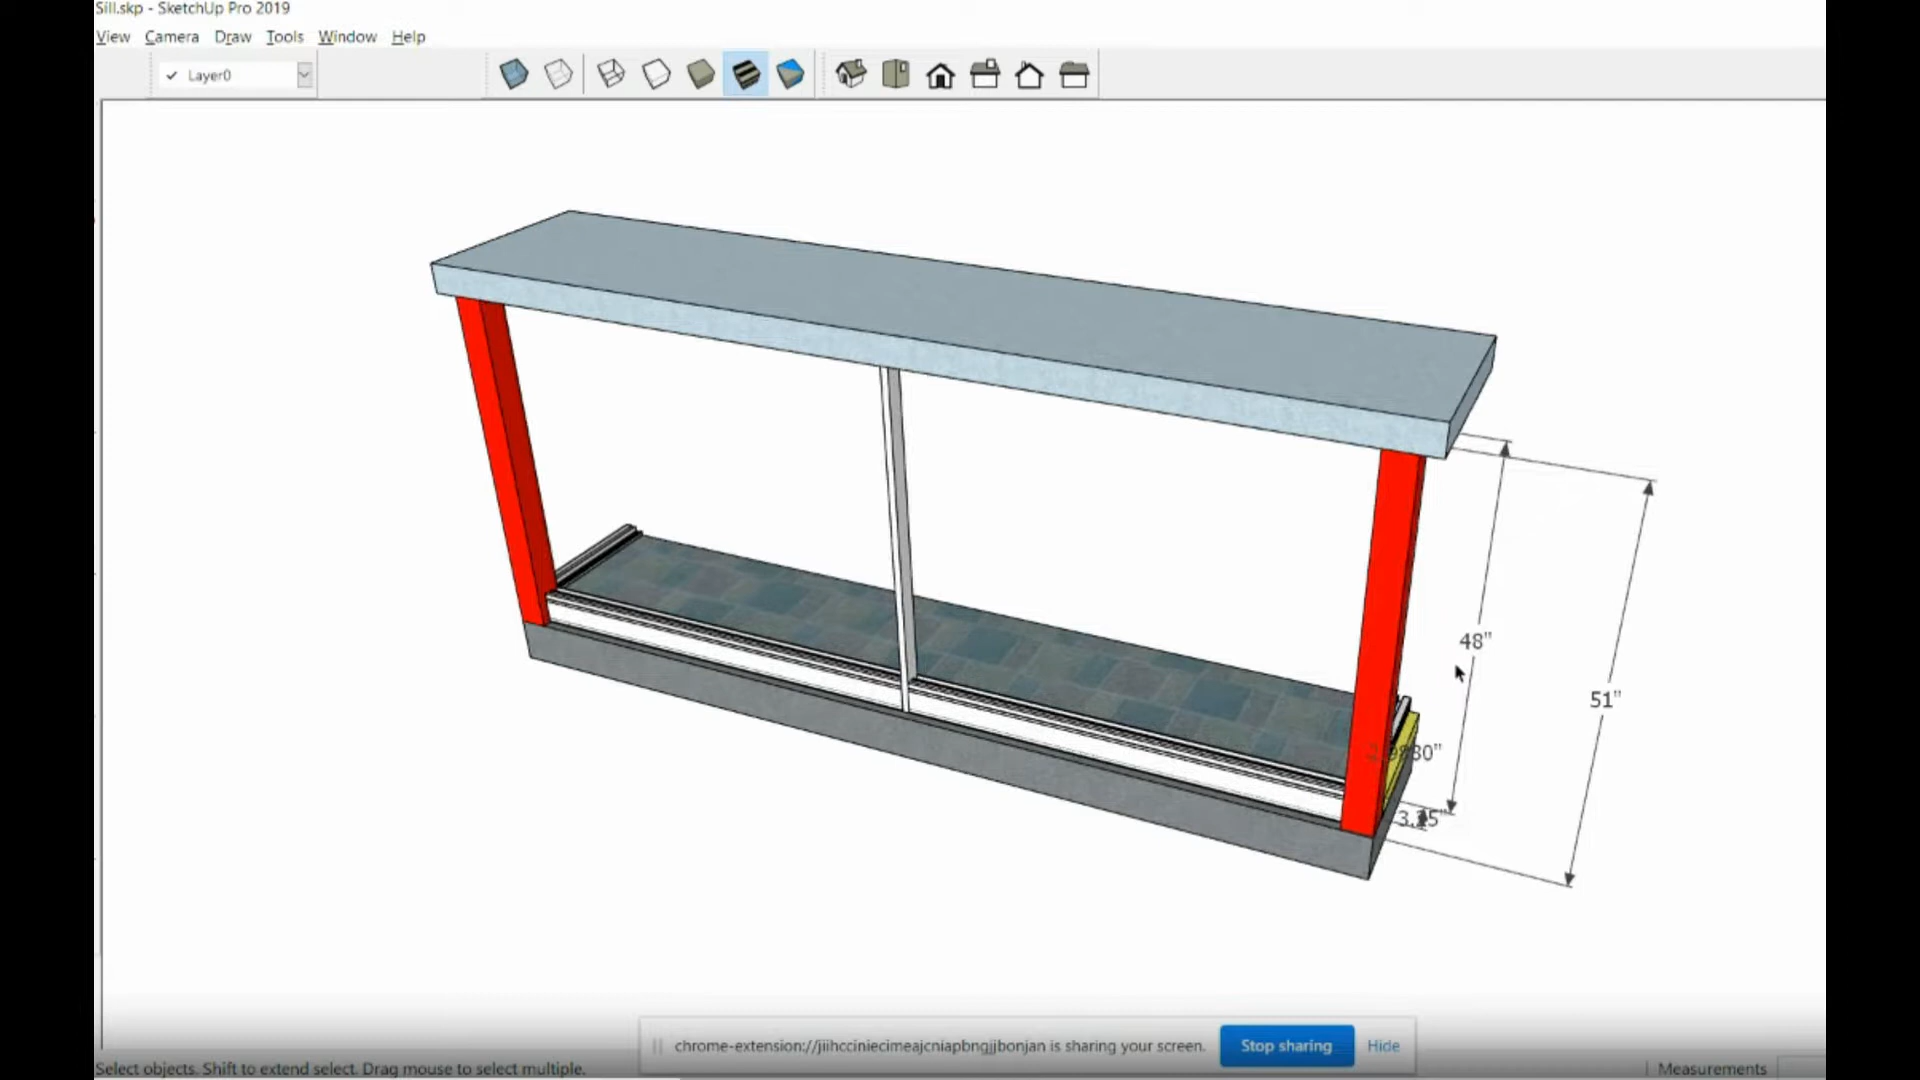 Sill.skp - SketchUp Pro 2019
View Camera Draw Tools Window Help
Layer0
48"
51"
chrome-extension://jiihcciniecimeajcniapbngjjbonjan is sharing your screen.
Stop sharing
Hide
Select objects. Shift to extend select. Drag mouse to select multiple.
Measurements